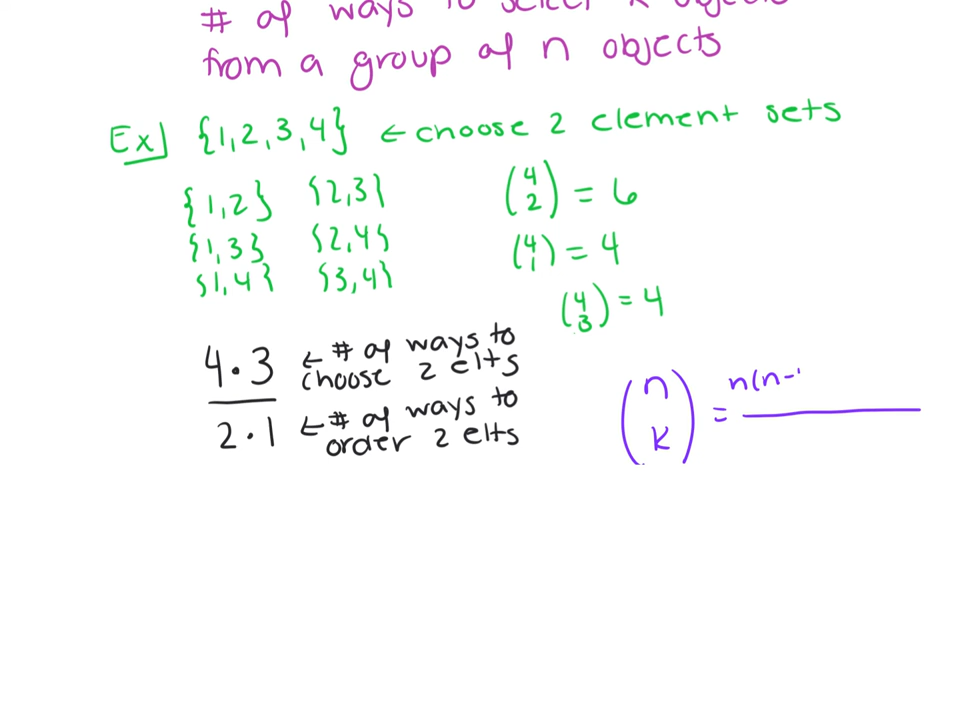 # of ways to select k objects
from a group of n objects
Ex] {1,2,3,4} ← choose 2 element sets
{1,2} {2,3}
{1,3} {2,4}
{1,4} {3,4}
(4 2) = 6
(4 1) = 4
(4 3) = 4
4·3 ← # of ways to choose 2 elts
2·1 ← # of ways to order 2 elts
(n k) = n(n-